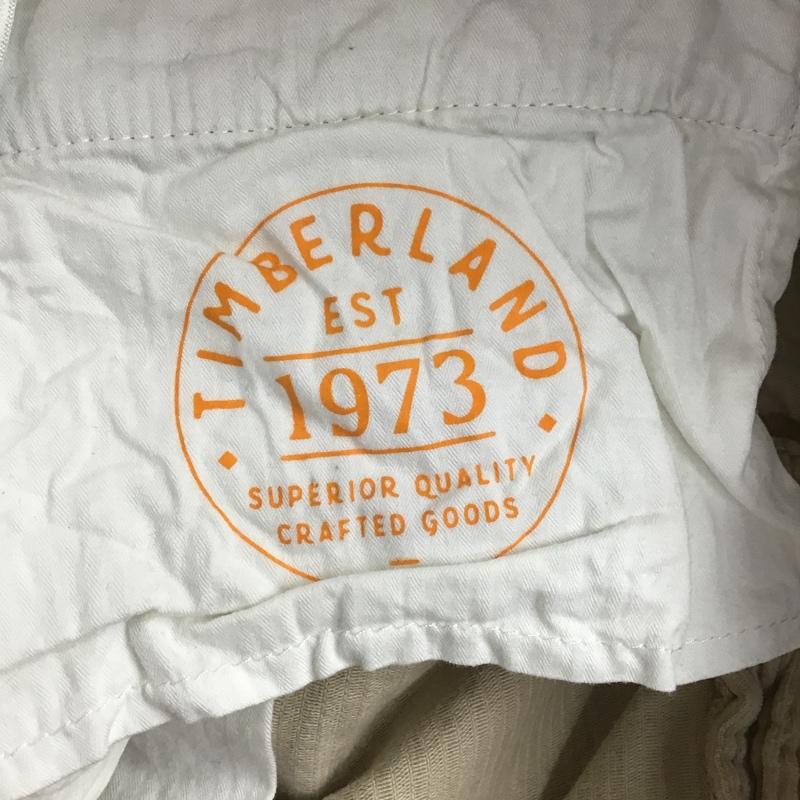 TIMBERLAND
EST
1973
SUPERIOR QUALITY
CRAFTED GOODS